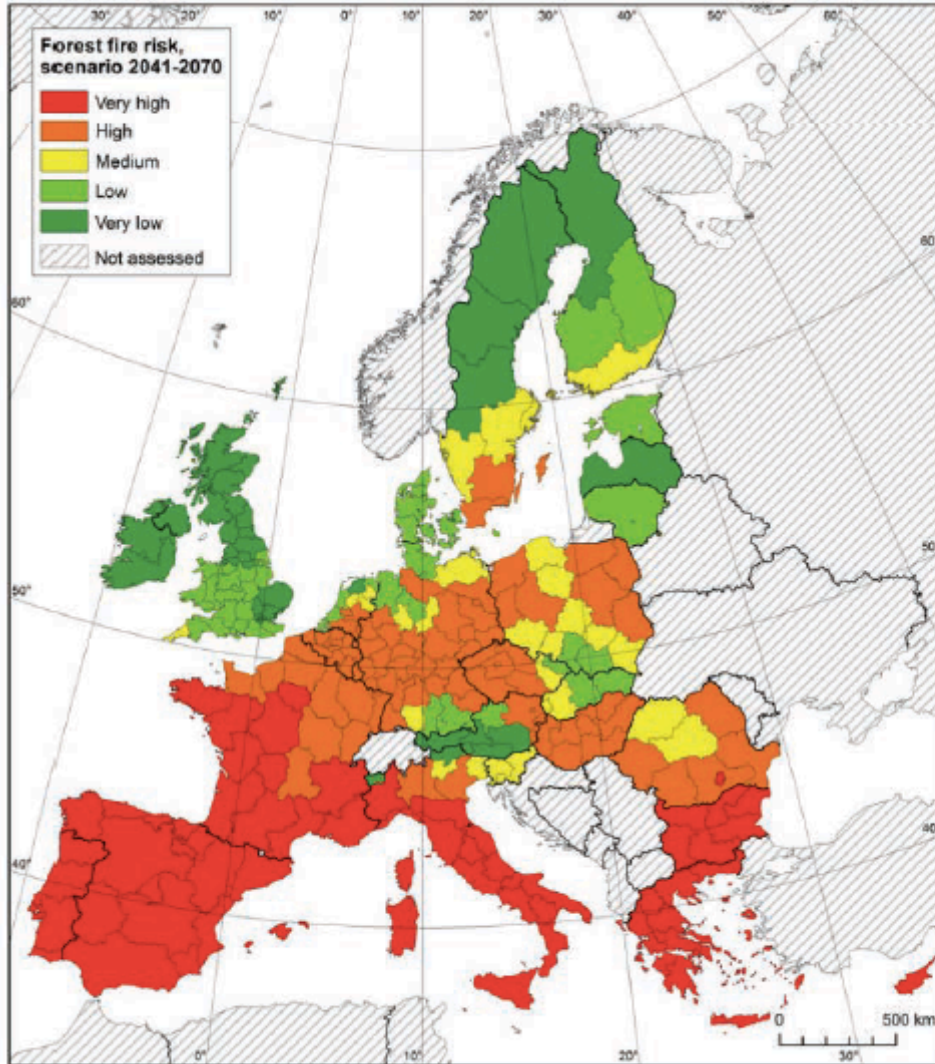 30° 20° 10° 0° 10° 20° 30° 40° 50° 60°
Forest fire risk,
scenario 2041-2070
Very high
High
Medium
Low
Very low
Not assessed
60°
60°
50°
50°
40°
40°
0 500 km
0° 10° 20° 30°